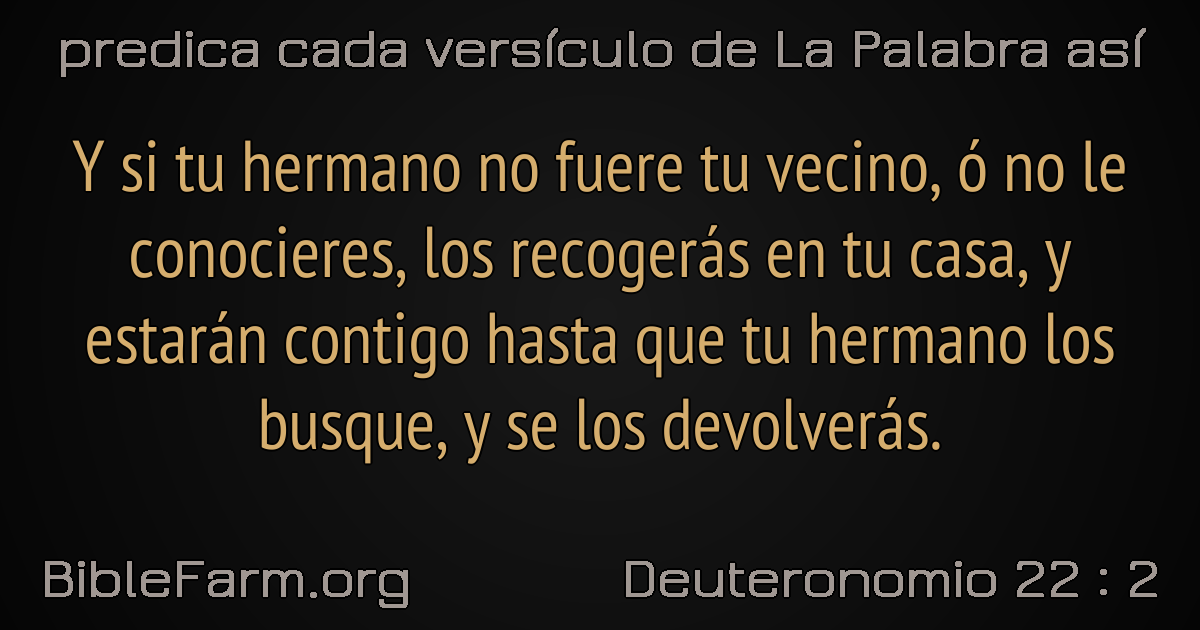 predica cada versículo de La Palabra así
Y si tu hermano no fuere tu vecino, ó no le
conocieres, los recogerás en tu casa, y
estarán contigo hasta que tu hermano los
busque, y se los devolverás.
BibleFarm.org
Deuteronomio 22 : 2